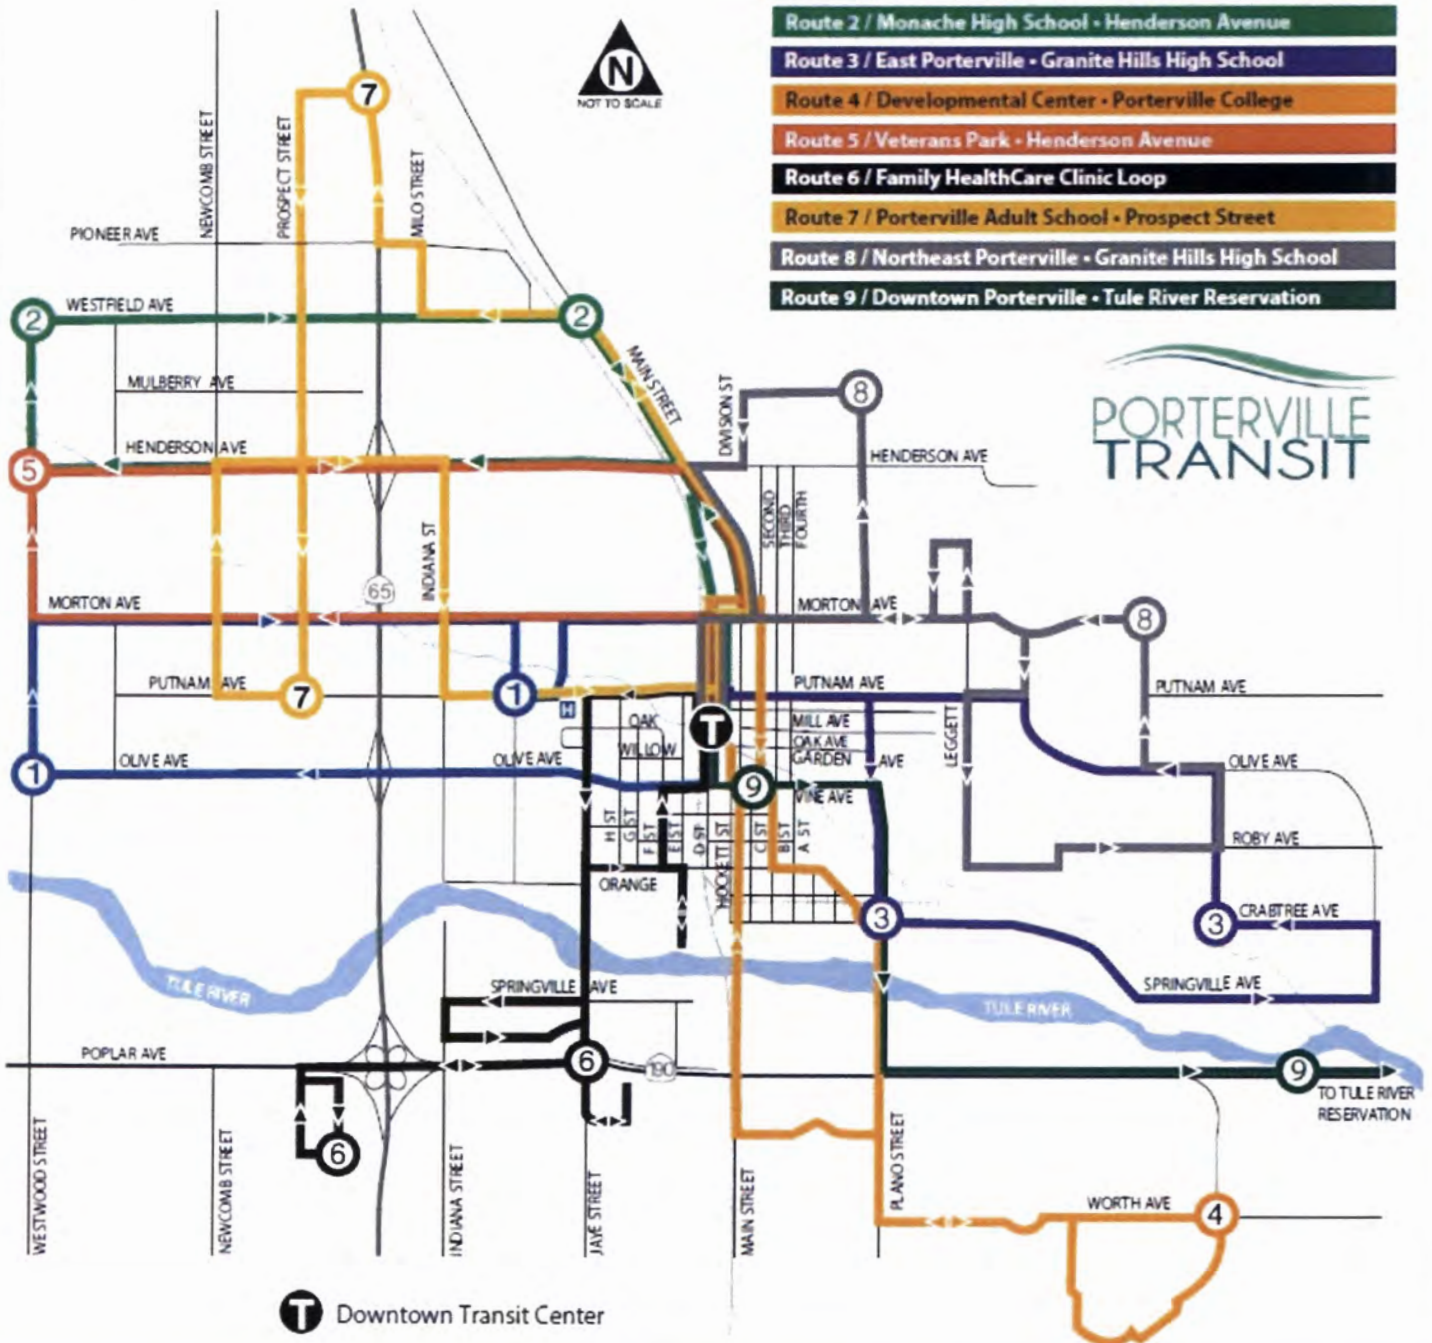 Route 2 / Monache High School • Henderson Avenue
Route 3 / East Porterville • Granite Hills High School
Route 4 / Developmental Center • Porterville College
Route 5 / Veterans Park • Henderson Avenue
Route 6 / Family HealthCare Clinic Loop
Route 7 / Porterville Adult School • Prospect Street
Route 8 / Northeast Porterville • Granite Hills High School
Route 9 / Downtown Porterville • Tule River Reservation
N
NOT TO SCALE
PORTERVILLE
TRANSIT
7
NEWCOMB STREET
PROSPECT STREET
MILO STREET
PIONEER AVE
WESTFIELD AVE
2
2
MAIN STREET
MULBERRY AVE
DIVISION ST
8
HENDERSON AVE
HENDERSON AVE
5
SECOND
THIRD
FOURTH
INDIANA ST
65
MORTON AVE
MORTON AVE
8
PUTNAM AVE
7
1
H
PUTNAM AVE
PUTNAM AVE
OAK
WILLOW
T
MILL AVE
OAK AVE
GARDEN AVE
LEGGETT
1
OLIVE AVE
OLIVE AVE
OLIVE AVE
9
VINE AVE
H ST
G ST
F ST
E ST
D ST
HOCKETT ST
C ST
B ST
A ST
ROBY AVE
ORANGE
3
3
CRABTREE AVE
TULE RIVER
SPRINGVILLE AVE
SPRINGVILLE AVE
TULE RIVER
POPLAR AVE
6
190
9
TO TULE RIVER
RESERVATION
6
WESTWOOD STREET
NEWCOMB STREET
INDIANA STREET
JAYE STREET
MAIN STREET
PLANO STREET
WORTH AVE
4
T Downtown Transit Center